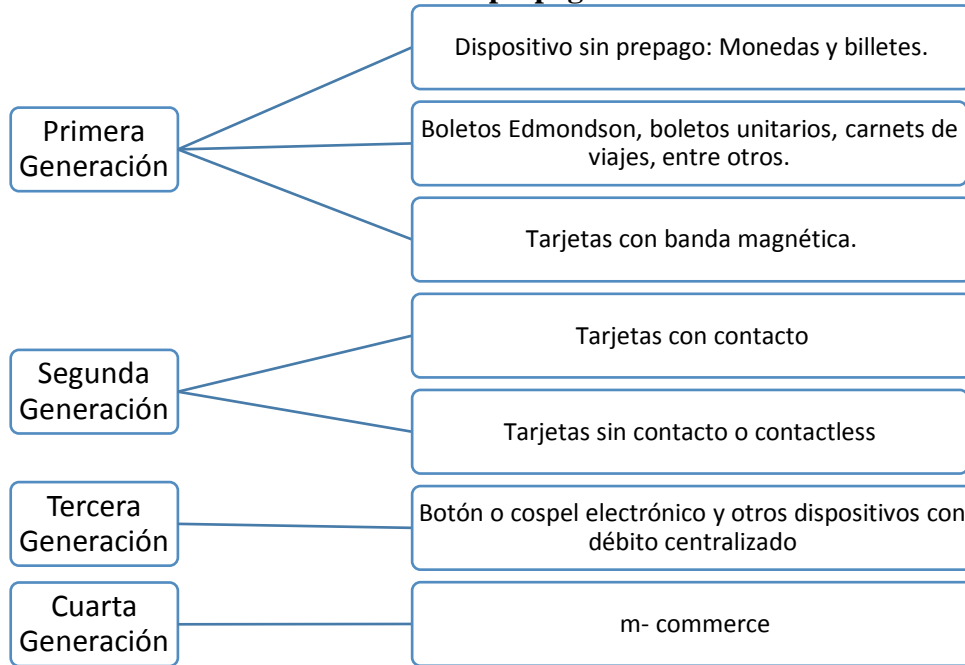 Primera
Generación
Dispositivo sin prepago: Monedas y billetes.
Boletos Edmondson, boletos unitarios, carnets de
viajes, entre otros.
Tarjetas con banda magnética.
Segunda
Generación
Tarjetas con contacto
Tarjetas sin contacto o contactless
Tercera
Generación
Botón o cospel electrónico y otros dispositivos con
débito centralizado
Cuarta
Generación
m- commerce